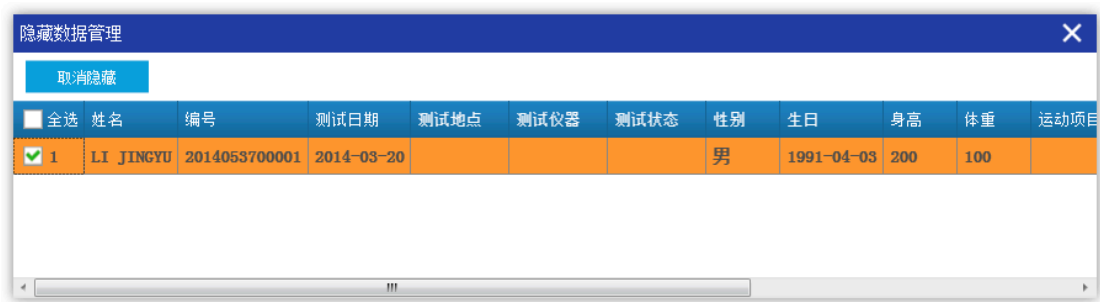 隐藏数据管理
取消隐藏
全选 姓名 编号 测试日期 测试地点 测试仪器 测试状态 性别 生日 身高 体重 运动项目
1 LI JINGYU 2014053700001 2014-03-20 男 1991-04-03 200 100